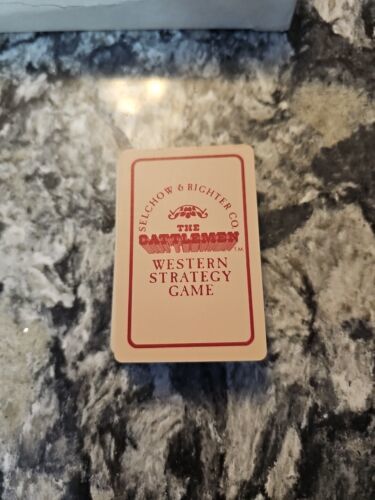 SELCHOW & RIGHTER CO.
THE
CATTLEMEN
T.M.
WESTERN
STRATEGY
GAME